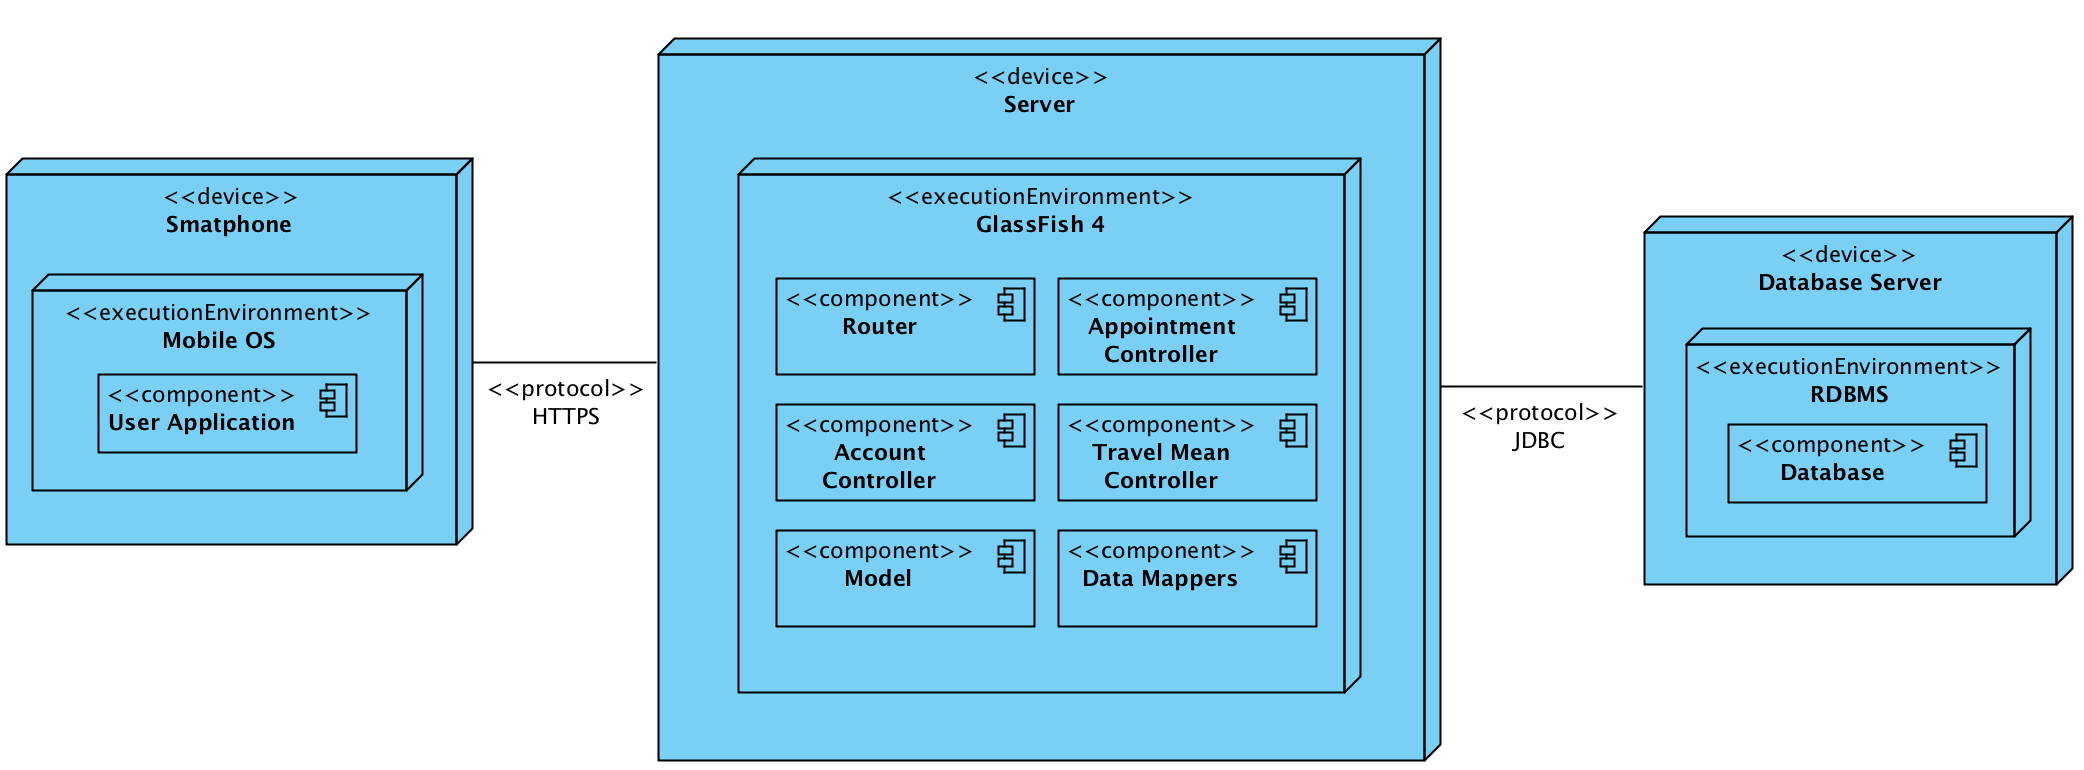 <<device>>
Smatphone
<<executionEnvironment>>
Mobile OS
<<component>>
User Application
<<protocol>>
HTTPS
<<device>>
Server
<<executionEnvironment>>
GlassFish 4
<<component>>
Router
<<component>>
Appointment
Controller
<<component>>
Account
Controller
<<component>>
Travel Mean
Controller
<<component>>
Model
<<component>>
Data Mappers
<<protocol>>
JDBC
<<device>>
Database Server
<<executionEnvironment>>
RDBMS
<<component>>
Database